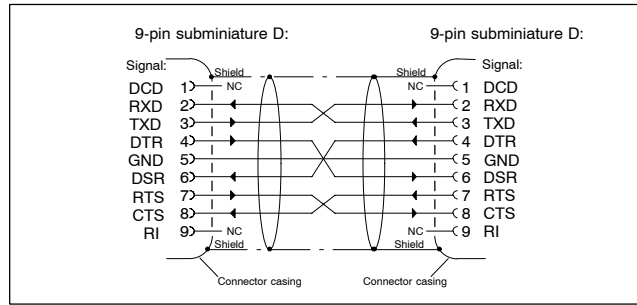 9-pin subminiature D: 9-pin subminiature D:
Signal: Shield Shield Signal:
DCD 1 NC NC 1 DCD
RXD 2 2 RXD
TXD 3 3 TXD
DTR 4 4 DTR
GND 5 5 GND
DSR 6 6 DSR
RTS 7 7 RTS
CTS 8 8 CTS
RI 9 NC NC 9 RI
Shield Shield
Connector casing Connector casing